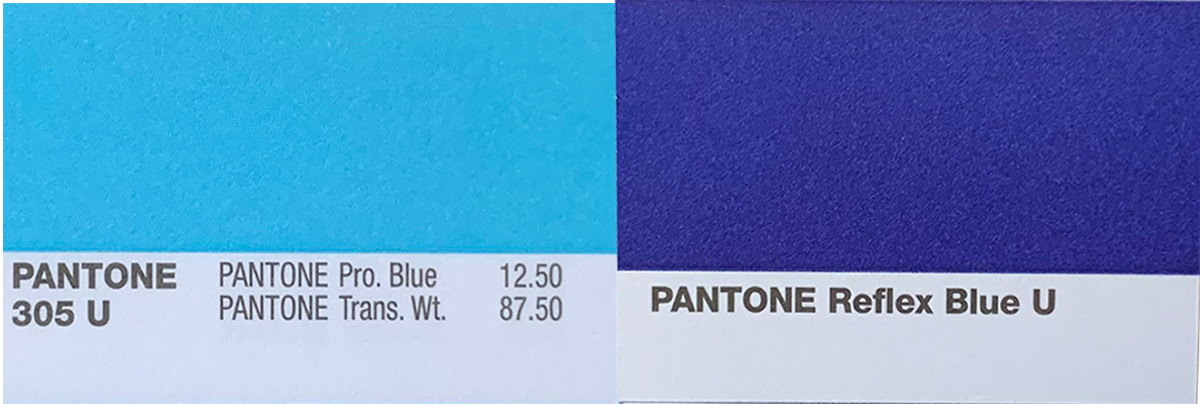 PANTONE PANTONE Pro. Blue 12.50
305 U PANTONE Trans. Wt. 87.50
PANTONE Reflex Blue U